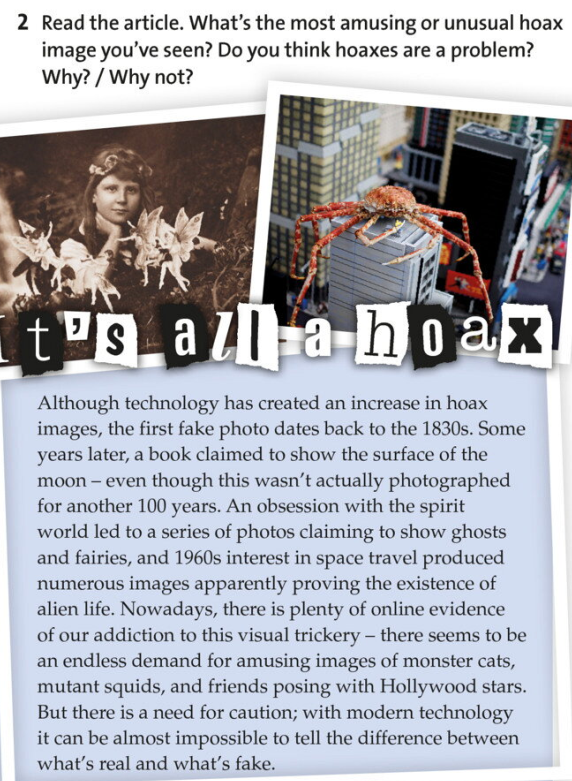 2 Read the article. What's the most amusing or unusual hoax
image you've seen? Do you think hoaxes are a problem?
Why? / Why not?
It's all a hoax
Although technology has created an increase in hoax
images, the first fake photo dates back to the 1830s. Some
years later, a book claimed to show the surface of the
moon – even though this wasn't actually photographed
for another 100 years. An obsession with the spirit
world led to a series of photos claiming to show ghosts
and fairies, and 1960s interest in space travel produced
numerous images apparently proving the existence of
alien life. Nowadays, there is plenty of online evidence
of our addiction to this visual trickery – there seems to be
an endless demand for amusing images of monster cats,
mutant squids, and friends posing with Hollywood stars.
But there is a need for caution; with modern technology
it can be almost impossible to tell the difference between
what's real and what's fake.